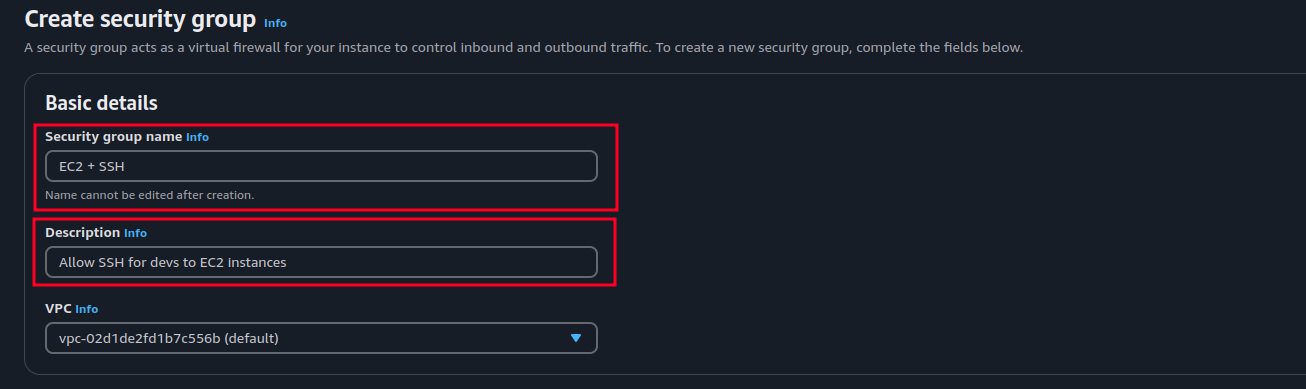 Create security group Info
A security group acts as a virtual firewall for your instance to control inbound and outbound traffic. To create a new security group, complete the fields below.
Basic details
Security group name Info
EC2 + SSH
Name cannot be edited after creation.
Description Info
Allow SSH for devs to EC2 instances
VPC Info
vpc-02d1de2fd1b7c556b (default)